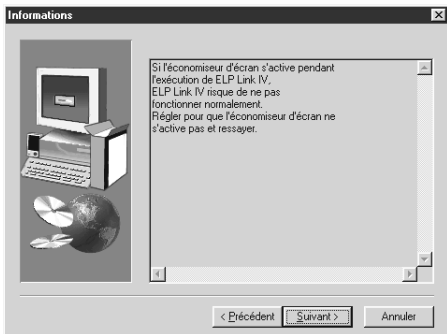 Informations
Si l'économiseur d'écran s'active pendant
l'exécution de ELP Link IV,
ELP Link IV risque de ne pas
fonctionner normalement.
Régler pour que l'économiseur d'écran ne
s'active pas et ressayer.
< Précédent Suivant > Annuler